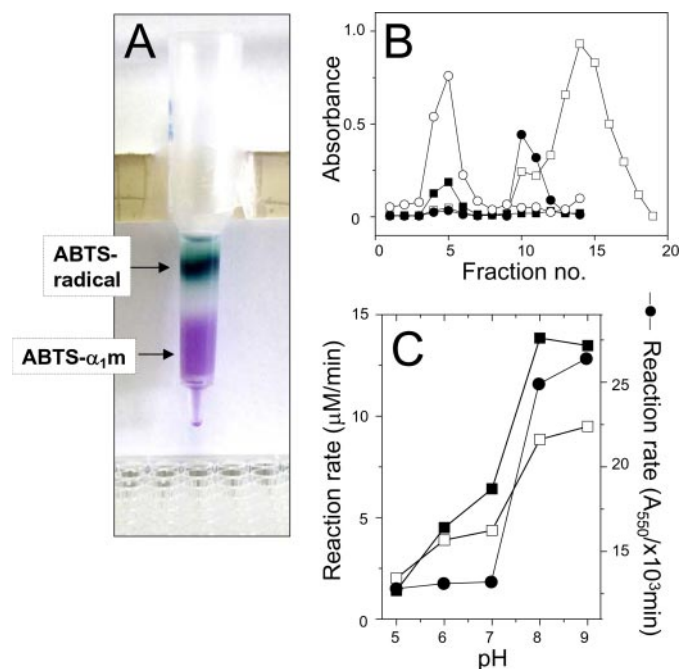 A
ABTS-
radical
ABTS-α₁m
B
Absorbance
1.0
0.5
0
0 5 10 15 20
Fraction no.
C
Reaction rate (μM/min)
15
10
5
0
5 6 7 8 9
pH
25
20
15
Reaction rate (A₅₅₀/x10³min)